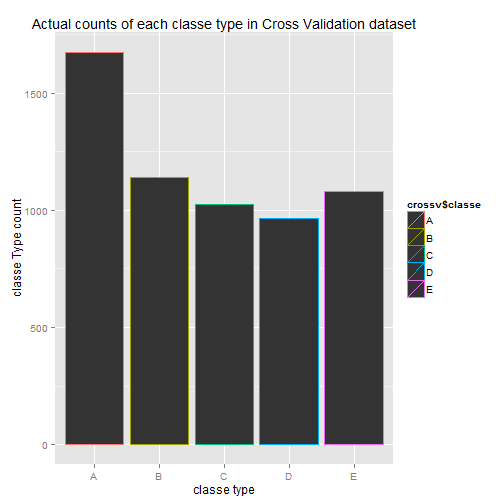 Actual counts of each classe type in Cross Validation dataset
classe Type count
1500
1000
500
0
A
B
C
D
E
classe type
crossv$classe
A
B
C
D
E